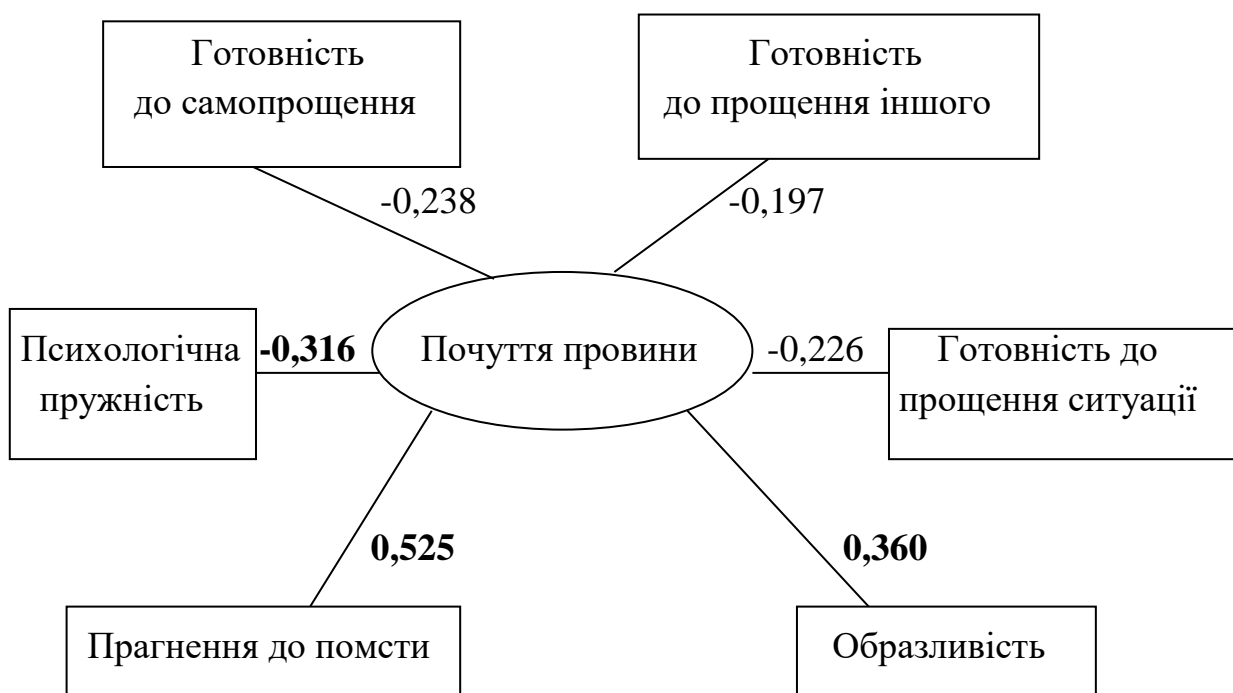 Готовність
до самопрощення
Готовність
до прощення іншого
-0,238
-0,197
Психологічна
пружність
-0,316
Почуття провини
-0,226
Готовність до
прощення ситуації
0,525
0,360
Прагнення до помсти
Образливість